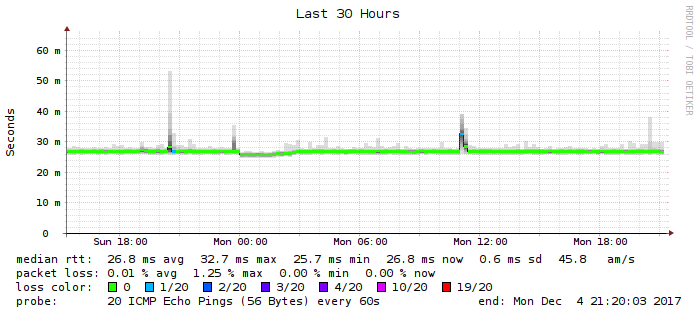 Last 30 Hours
RRDTOOL / TOBI OETIKER
Seconds
60 m
50 m
40 m
30 m
20 m
10 m
0
Sun 18:00 Mon 00:00 Mon 06:00 Mon 12:00 Mon 18:00
median rtt: 26.8 ms avg 32.7 ms max 25.7 ms min 26.8 ms now 0.6 ms sd 45.8 am/s
packet loss: 0.01 % avg 1.25 % max 0.00 % min 0.00 % now
loss color: 0 1/20 2/20 3/20 4/20 10/20 19/20
probe: 20 ICMP Echo Pings (56 Bytes) every 60s end: Mon Dec 4 21:20:03 2017